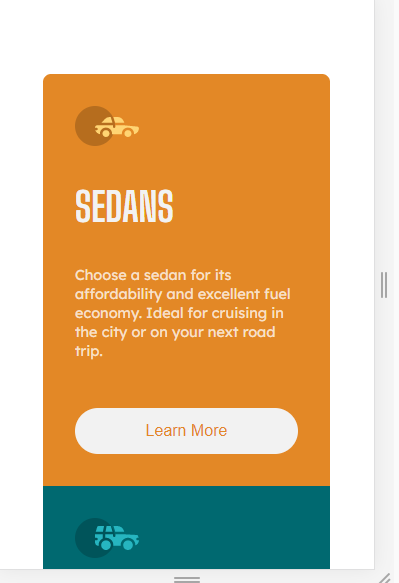 SEDANS
Choose a sedan for its
affordability and excellent fuel
economy. Ideal for cruising in
the city or on your next road
trip.
Learn More